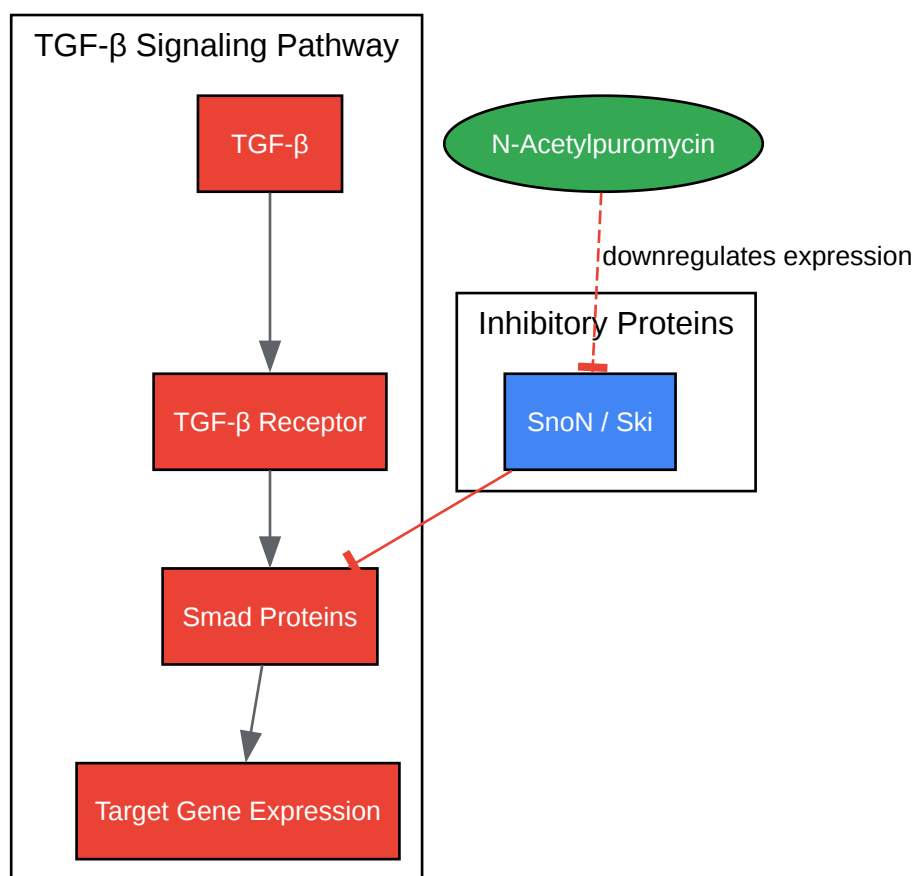 TGF-β Signaling Pathway
TGF-β
N-Acetylpuromycin
downregulates expression
Inhibitory Proteins
TGF-β Receptor
SnoN / Ski
Smad Proteins
Target Gene Expression